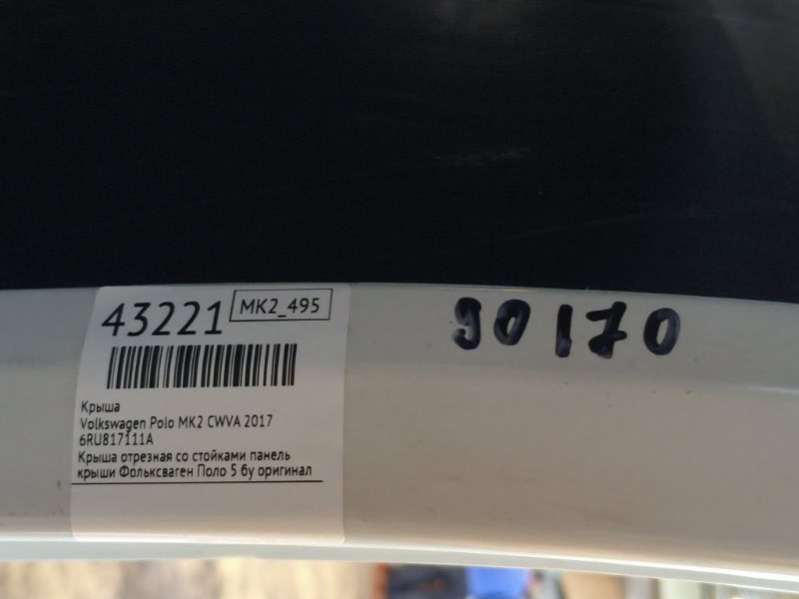 43221 MK2_495
90170
Крыша
Volkswagen Polo MK2 CWVA 2017
6RU817111A
Крыша отрезная со стойками панель
крыши Фольксваген Поло 5 бу оригинал